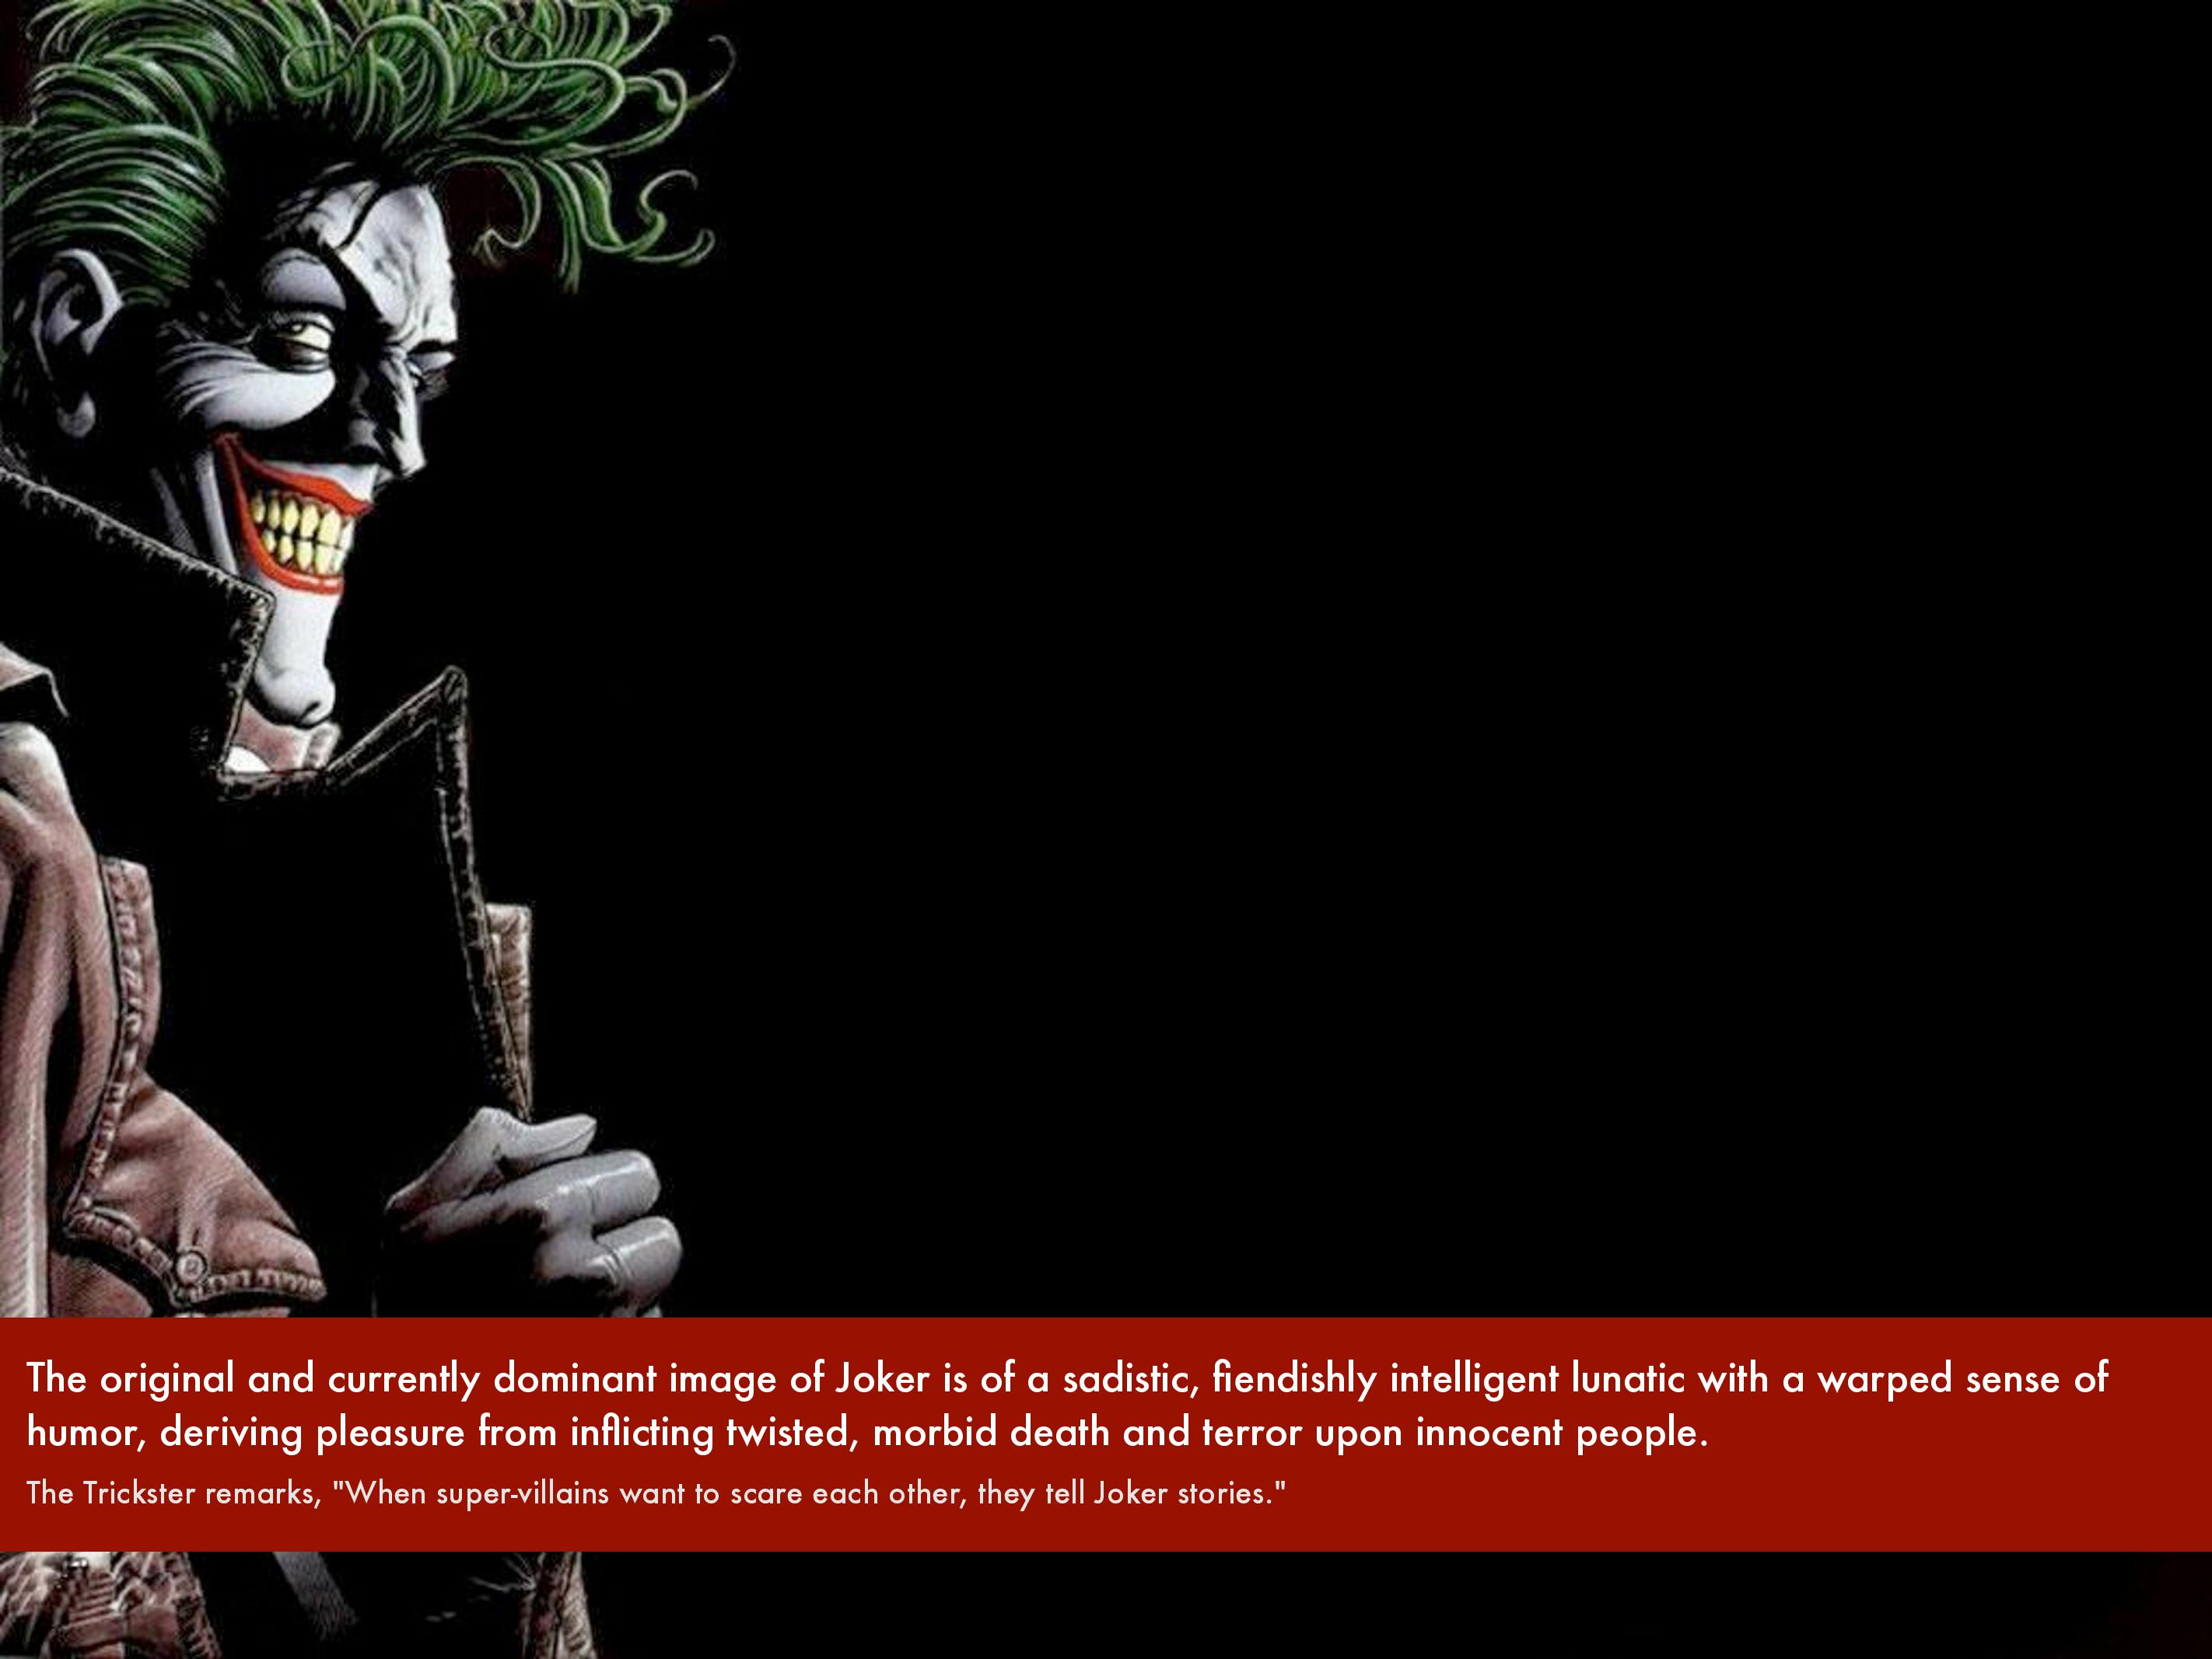 The original and currently dominant image of Joker is of a sadistic, fiendishly intelligent lunatic with a warped sense of
humor, deriving pleasure from inflicting twisted, morbid death and terror upon innocent people.
The Trickster remarks, "When super-villains want to scare each other, they tell Joker stories."